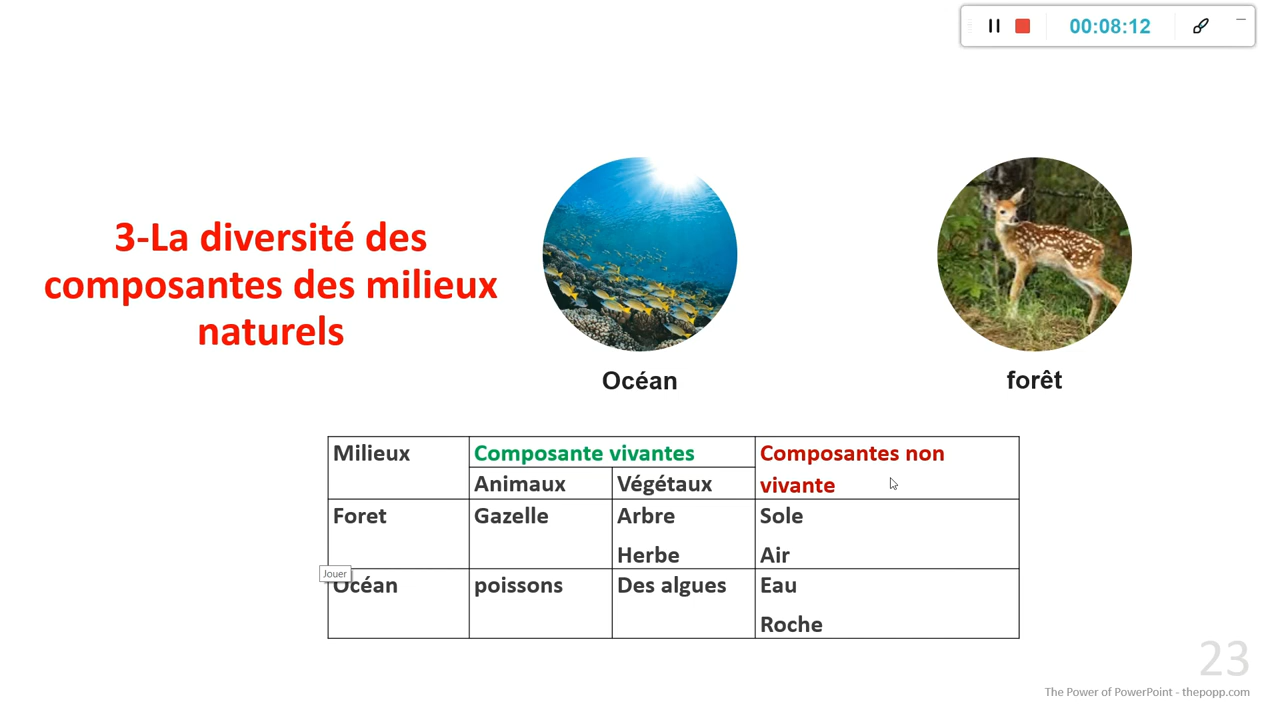 00:08:12
3-La diversité des
composantes des milieux
naturels
Océan
forêt
Milieux
Composante vivantes
Composantes non
vivante
Animaux
Végétaux
Foret
Gazelle
Arbre
Herbe
Sole
Air
Jouer
Océan
poissons
Des algues
Eau
Roche
23
The Power of PowerPoint - thepopp.com